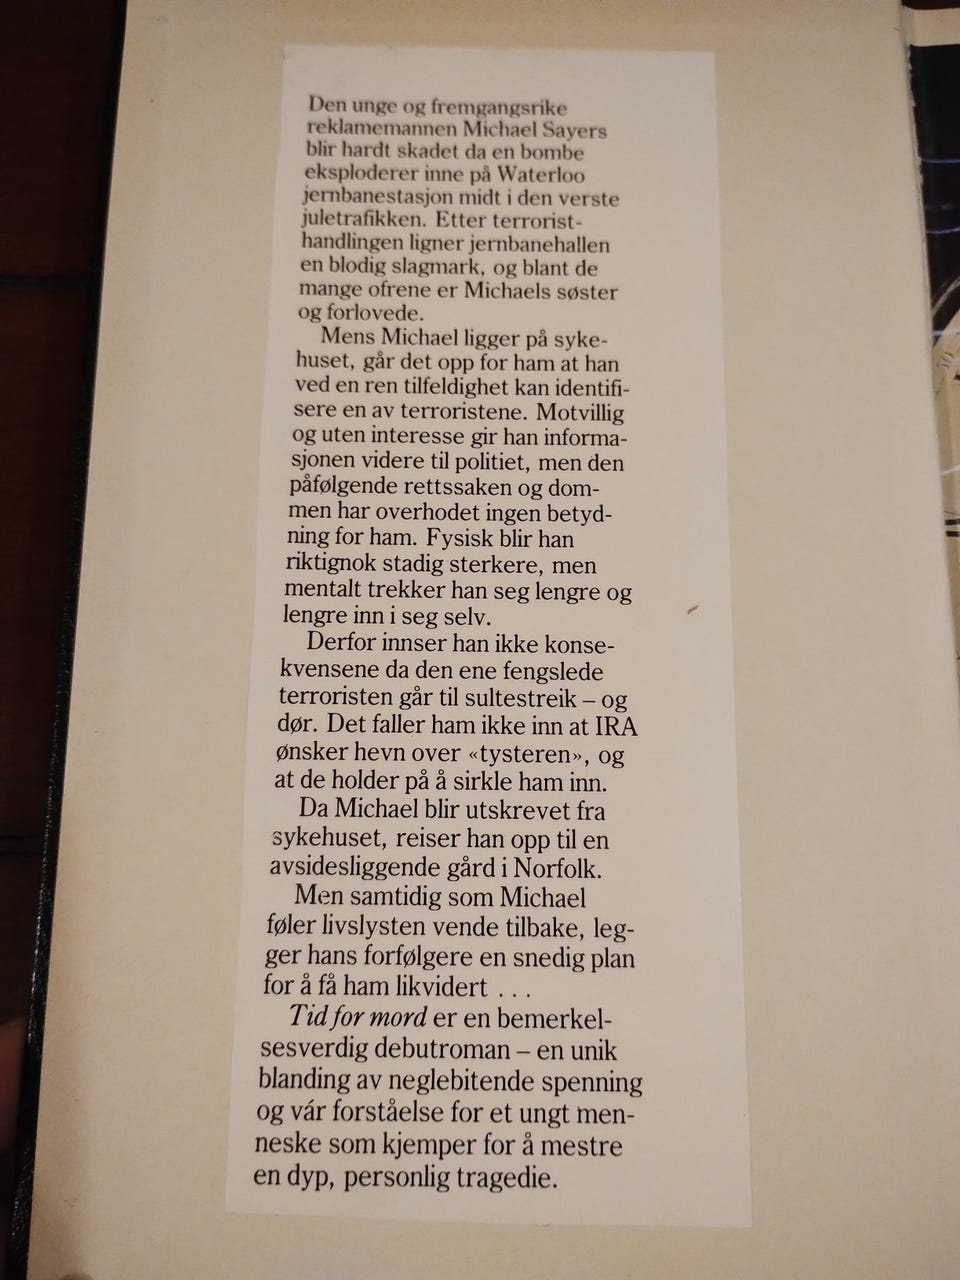 Den unge og fremgangsrike
reklamemannen Michael Sayers
blir hardt skadet da en bombe
eksploderer inne på Waterloo
jernbanestasjon midt i den verste
juletrafikken. Etter terrorist-
handlingen ligner jernbanehallen
en blodig slagmark, og blant de
mange ofrene er Michaels søster
og forlovede.
Mens Michael ligger på syke-
huset, går det opp for ham at han
ved en ren tilfeldighet kan identifi-
sere en av terroristene. Motvillig
og uten interesse gir han informa-
sjonen videre til politiet, men den
påfølgende rettssaken og dom-
men har overhodet ingen betyd-
ning for ham. Fysisk blir han
riktignok stadig sterkere, men
mentalt trekker han seg lengre og
lengre inn i seg selv.
Derfor innser han ikke konse-
kvensene da den ene fengslede
terroristen går til sultestreik – og
dør. Det faller ham ikke inn at IRA
ønsker hevn over «tysteren», og
at de holder på å sirkle ham inn.
Da Michael blir utskrevet fra
sykehuset, reiser han opp til en
avsidesliggende gård i Norfolk.
Men samtidig som Michael
føler livslysten vende tilbake, leg-
ger hans forfølgere en snedig plan
for å få ham likvidert . . .
Tid for mord er en bemerkel-
sesverdig debutroman – en unik
blanding av neglebitende spenning
og vár forståelse for et ungt men-
neske som kjemper for å mestre
en dyp, personlig tragedie.